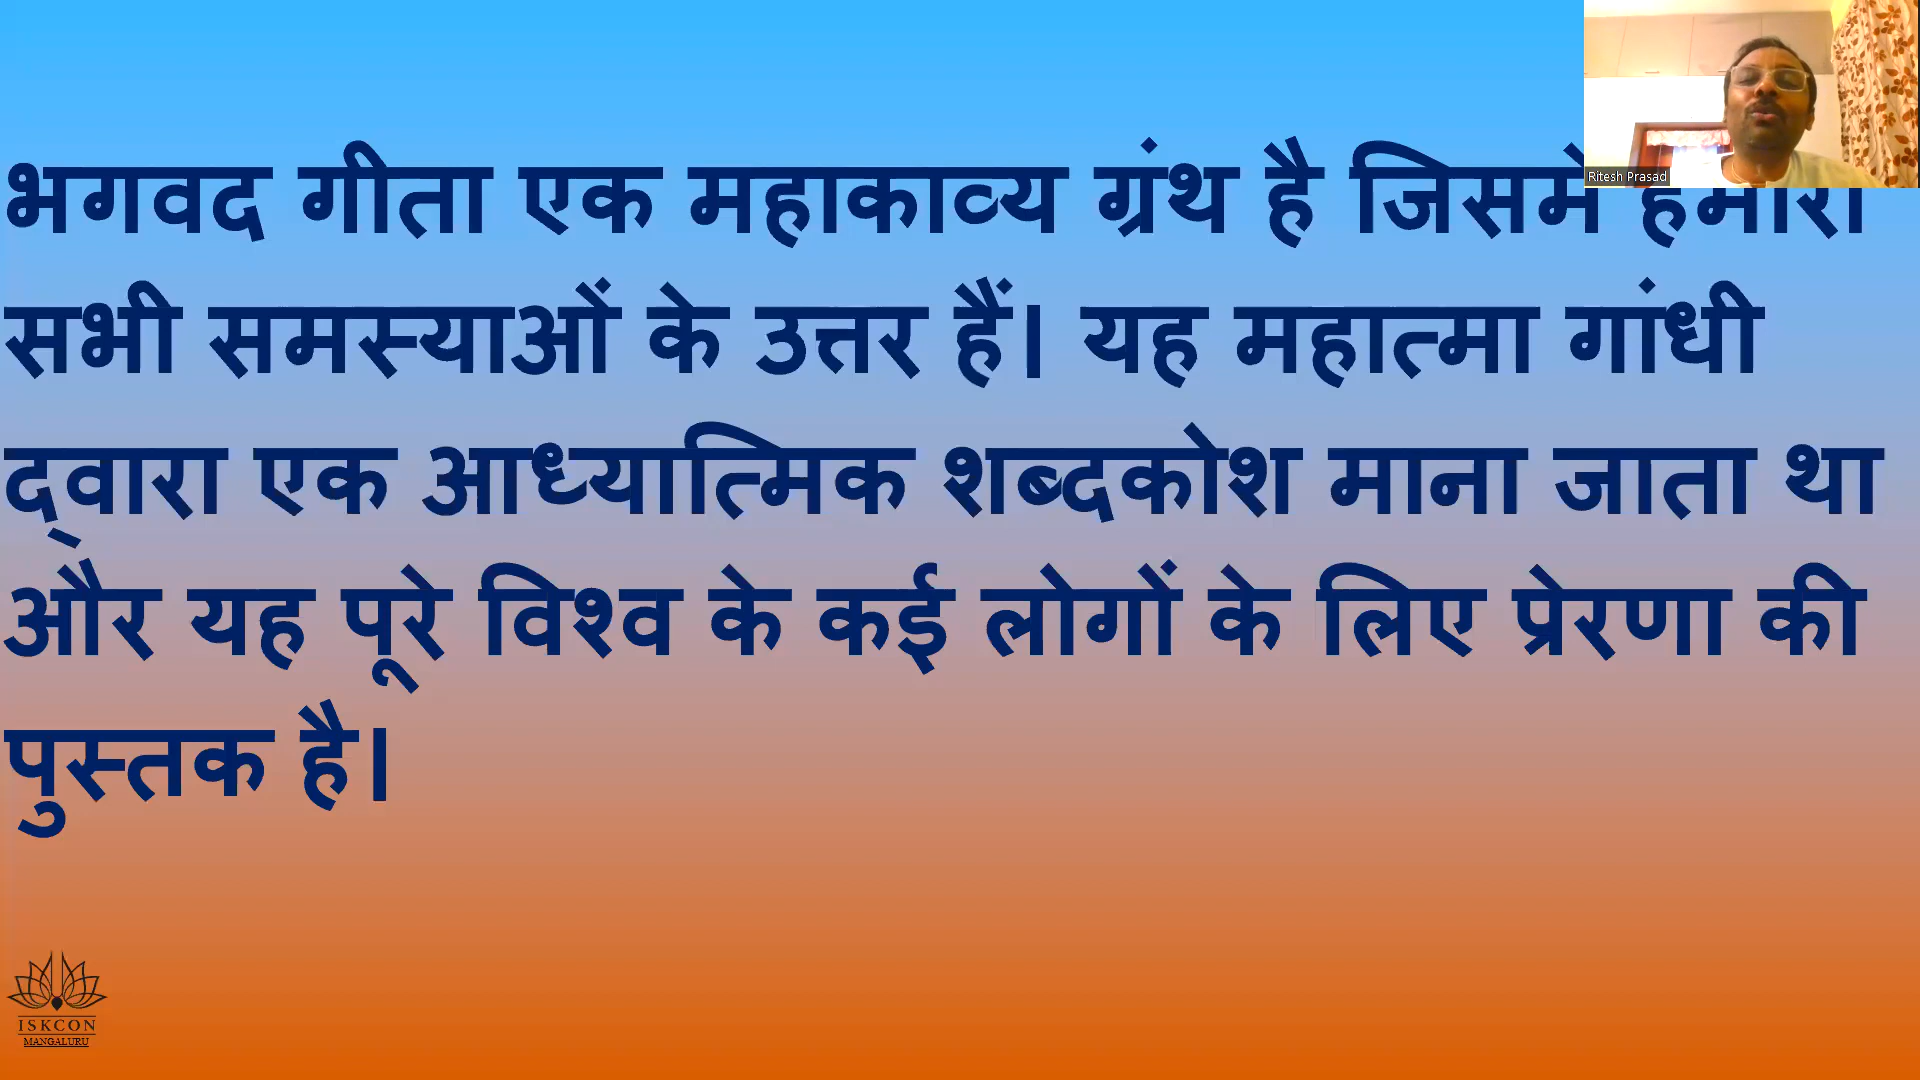 Ritesh Prasad
भगवद गीता एक महाकाव्य ग्रंथ है जिसमे हमारी
सभी समस्याओं के उत्तर हैं। यह महात्मा गांधी
द्वारा एक आध्यात्मिक शब्दकोश माना जाता था
और यह पूरे विश्व के कई लोगों के लिए प्रेरणा की
पुस्तक है।
ISKCON
MANGALURU